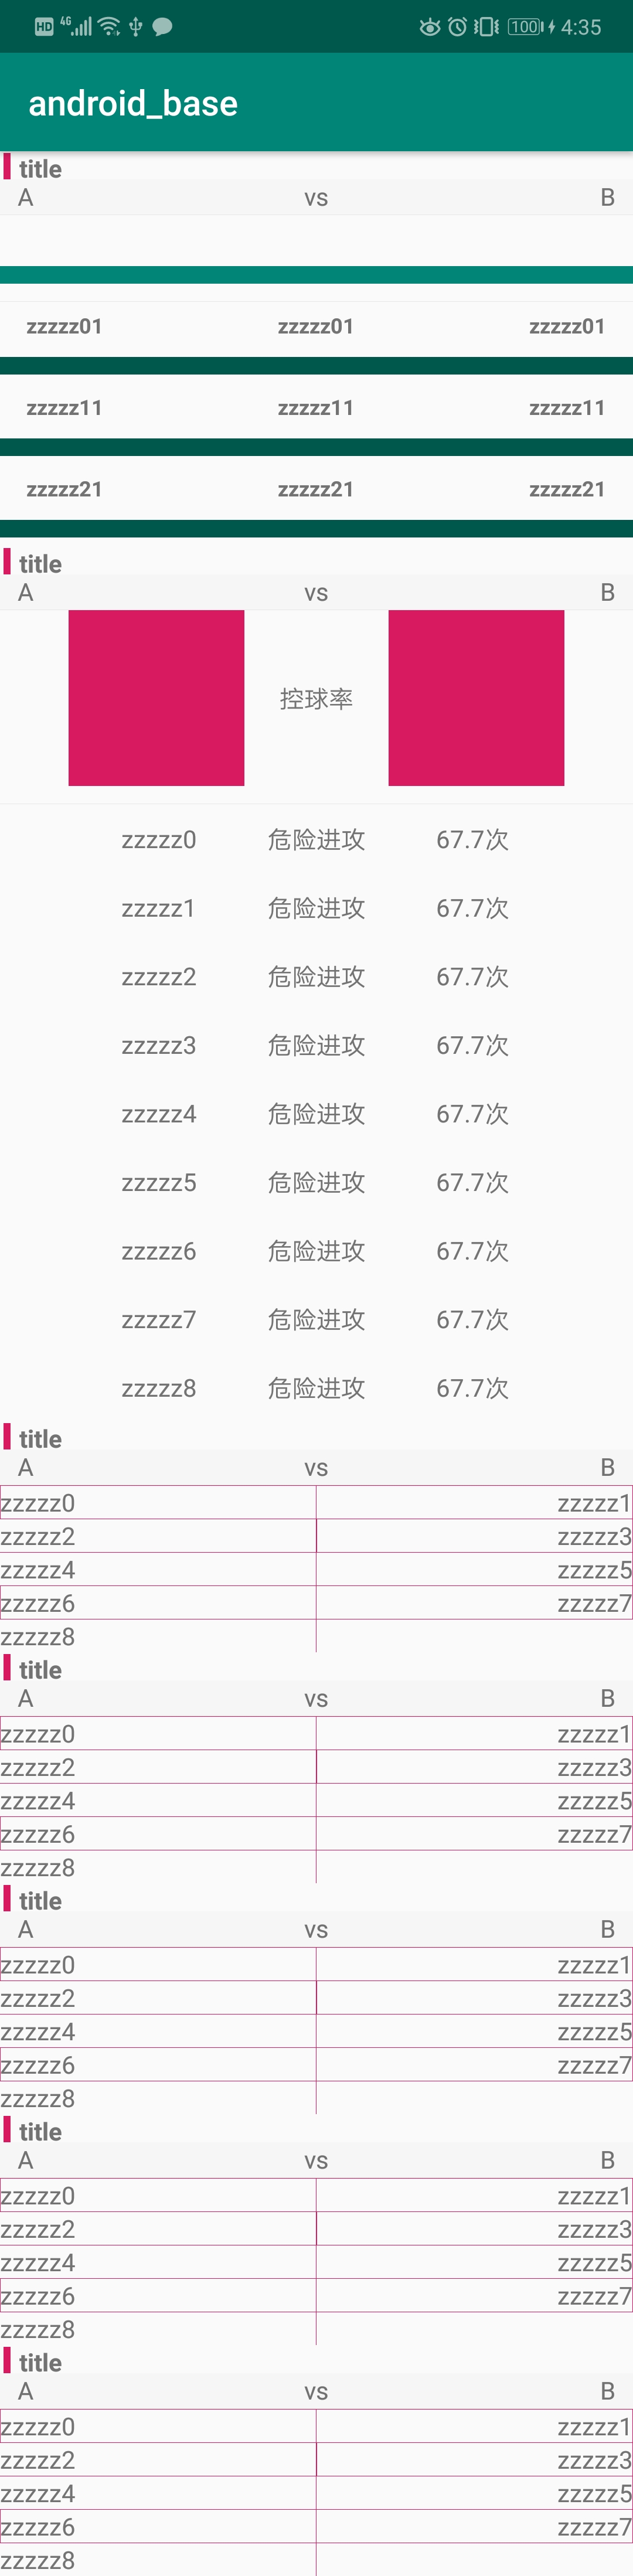 HD 4G 100 4:35
android_base
title
A vs B
zzzzz01 zzzzz01 zzzzz01
zzzzz11 zzzzz11 zzzzz11
zzzzz21 zzzzz21 zzzzz21
title
A vs B
控球率
zzzzz0 危险进攻 67.7次
zzzzz1 危险进攻 67.7次
zzzzz2 危险进攻 67.7次
zzzzz3 危险进攻 67.7次
zzzzz4 危险进攻 67.7次
zzzzz5 危险进攻 67.7次
zzzzz6 危险进攻 67.7次
zzzzz7 危险进攻 67.7次
zzzzz8 危险进攻 67.7次
title
A vs B
zzzzz0 zzzzz1
zzzzz2 zzzzz3
zzzzz4 zzzzz5
zzzzz6 zzzzz7
zzzzz8
title
A vs B
zzzzz0 zzzzz1
zzzzz2 zzzzz3
zzzzz4 zzzzz5
zzzzz6 zzzzz7
zzzzz8
title
A vs B
zzzzz0 zzzzz1
zzzzz2 zzzzz3
zzzzz4 zzzzz5
zzzzz6 zzzzz7
zzzzz8
title
A vs B
zzzzz0 zzzzz1
zzzzz2 zzzzz3
zzzzz4 zzzzz5
zzzzz6 zzzzz7
zzzzz8
title
A vs B
zzzzz0 zzzzz1
zzzzz2 zzzzz3
zzzzz4 zzzzz5
zzzzz6 zzzzz7
zzzzz8